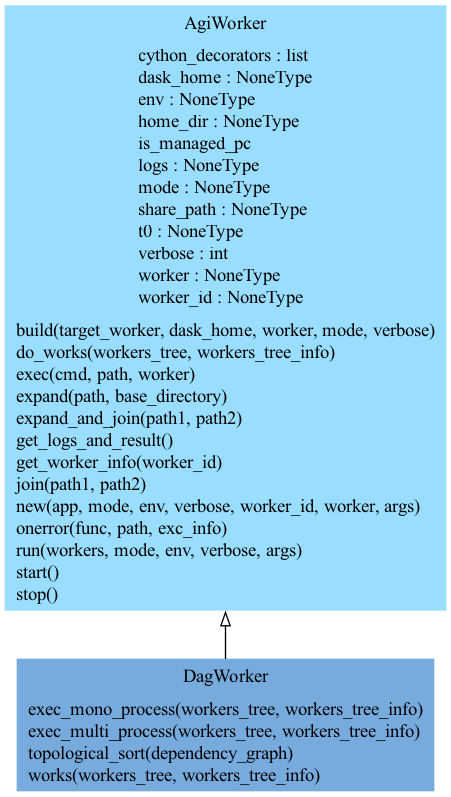 AgiWorker
cython_decorators : list
dask_home : NoneType
env : NoneType
home_dir : NoneType
is_managed_pc
logs : NoneType
mode : NoneType
share_path : NoneType
t0 : NoneType
verbose : int
worker : NoneType
worker_id : NoneType
build(target_worker, dask_home, worker, mode, verbose)
do_works(workers_tree, workers_tree_info)
exec(cmd, path, worker)
expand(path, base_directory)
expand_and_join(path1, path2)
get_logs_and_result()
get_worker_info(worker_id)
join(path1, path2)
new(app, mode, env, verbose, worker_id, worker, args)
onerror(func, path, exc_info)
run(workers, mode, env, verbose, args)
start()
stop()
DagWorker
exec_mono_process(workers_tree, workers_tree_info)
exec_multi_process(workers_tree, workers_tree_info)
topological_sort(dependency_graph)
works(workers_tree, workers_tree_info)